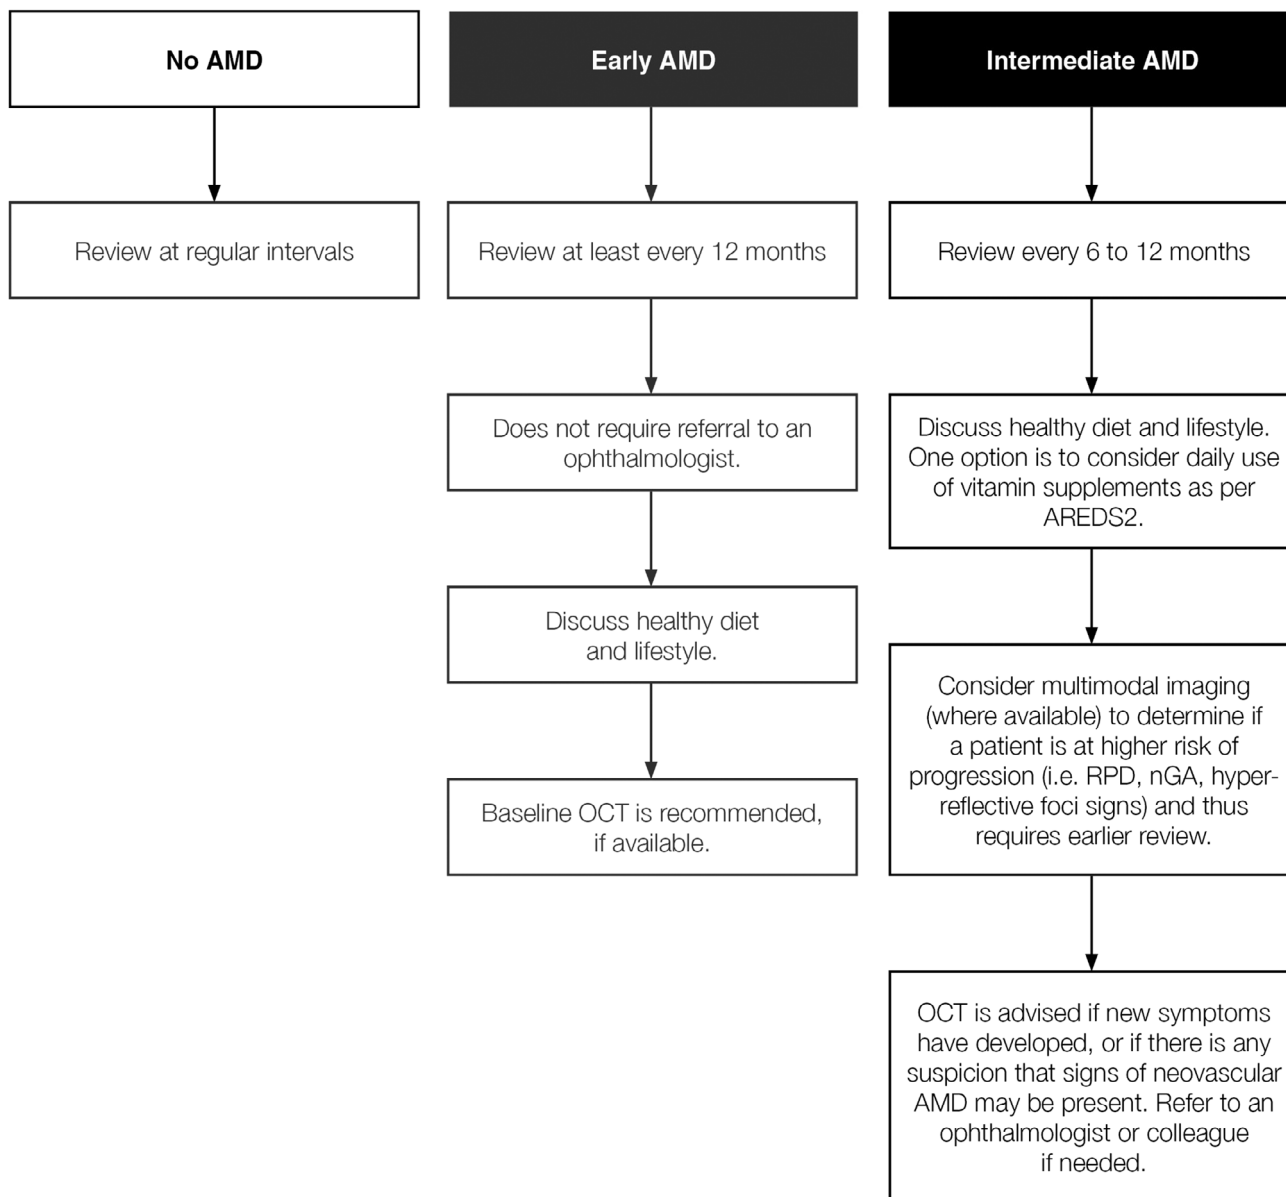 No AMD
Review at regular intervals
Early AMD
Review at least every 12 months
Does not require referral to an
ophthalmologist.
Discuss healthy diet
and lifestyle.
Baseline OCT is recommended,
if available.
Intermediate AMD
Review every 6 to 12 months
Discuss healthy diet and lifestyle.
One option is to consider daily use
of vitamin supplements as per
AREDS2.
Consider multimodal imaging
(where available) to determine if
a patient is at higher risk of
progression (i.e. RPD, nGA, hyper-
reflective foci signs) and thus
requires earlier review.
OCT is advised if new symptoms
have developed, or if there is any
suspicion that signs of neovascular
AMD may be present. Refer to an
ophthalmologist or colleague
if needed.